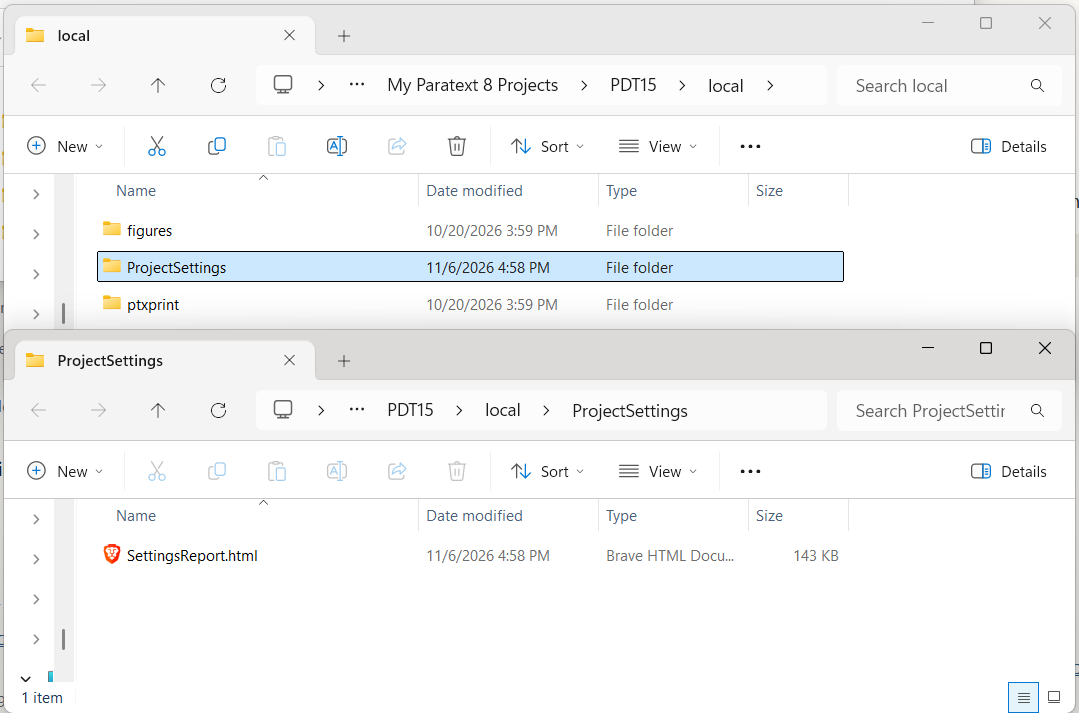 local
My Paratext 8 Projects > PDT15 > local >
Search local
New
Sort
View
Details
Name
Date modified
Type
Size
figures 10/20/2026 3:59 PM File folder
ProjectSettings 11/6/2026 4:58 PM File folder
ptxprint 10/20/2026 3:59 PM File folder
ProjectSettings
PDT15 > local > ProjectSettings
Search ProjectSettir
New
Sort
View
Details
Name
Date modified
Type
Size
SettingsReport.html 11/6/2026 4:58 PM Brave HTML Docu... 143 KB
1 item